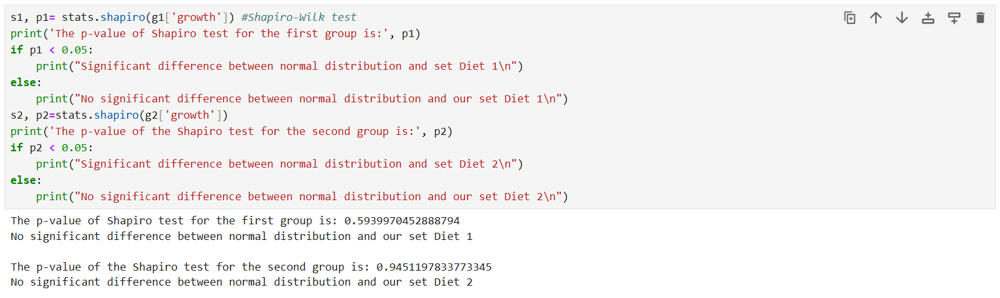 s1, p1= stats.shapiro(g1['growth']) #Shapiro-Wilk test
print('The p-value of Shapiro test for the first group is:', p1)
if p1 < 0.05:
    print("Significant difference between normal distribution and set Diet 1\n")
else:
    print("No significant difference between normal distribution and our set Diet 1\n")
s2, p2=stats.shapiro(g2['growth'])
print('The p-value of the Shapiro test for the second group is:', p2)
if p2 < 0.05:
    print("Significant difference between normal distribution and set Diet 2\n")
else:
    print("No significant difference between normal distribution and our set Diet 2\n")
The p-value of Shapiro test for the first group is: 0.5939970452888794
No significant difference between normal distribution and our set Diet 1

The p-value of the Shapiro test for the second group is: 0.9451197833773345
No significant difference between normal distribution and our set Diet 2